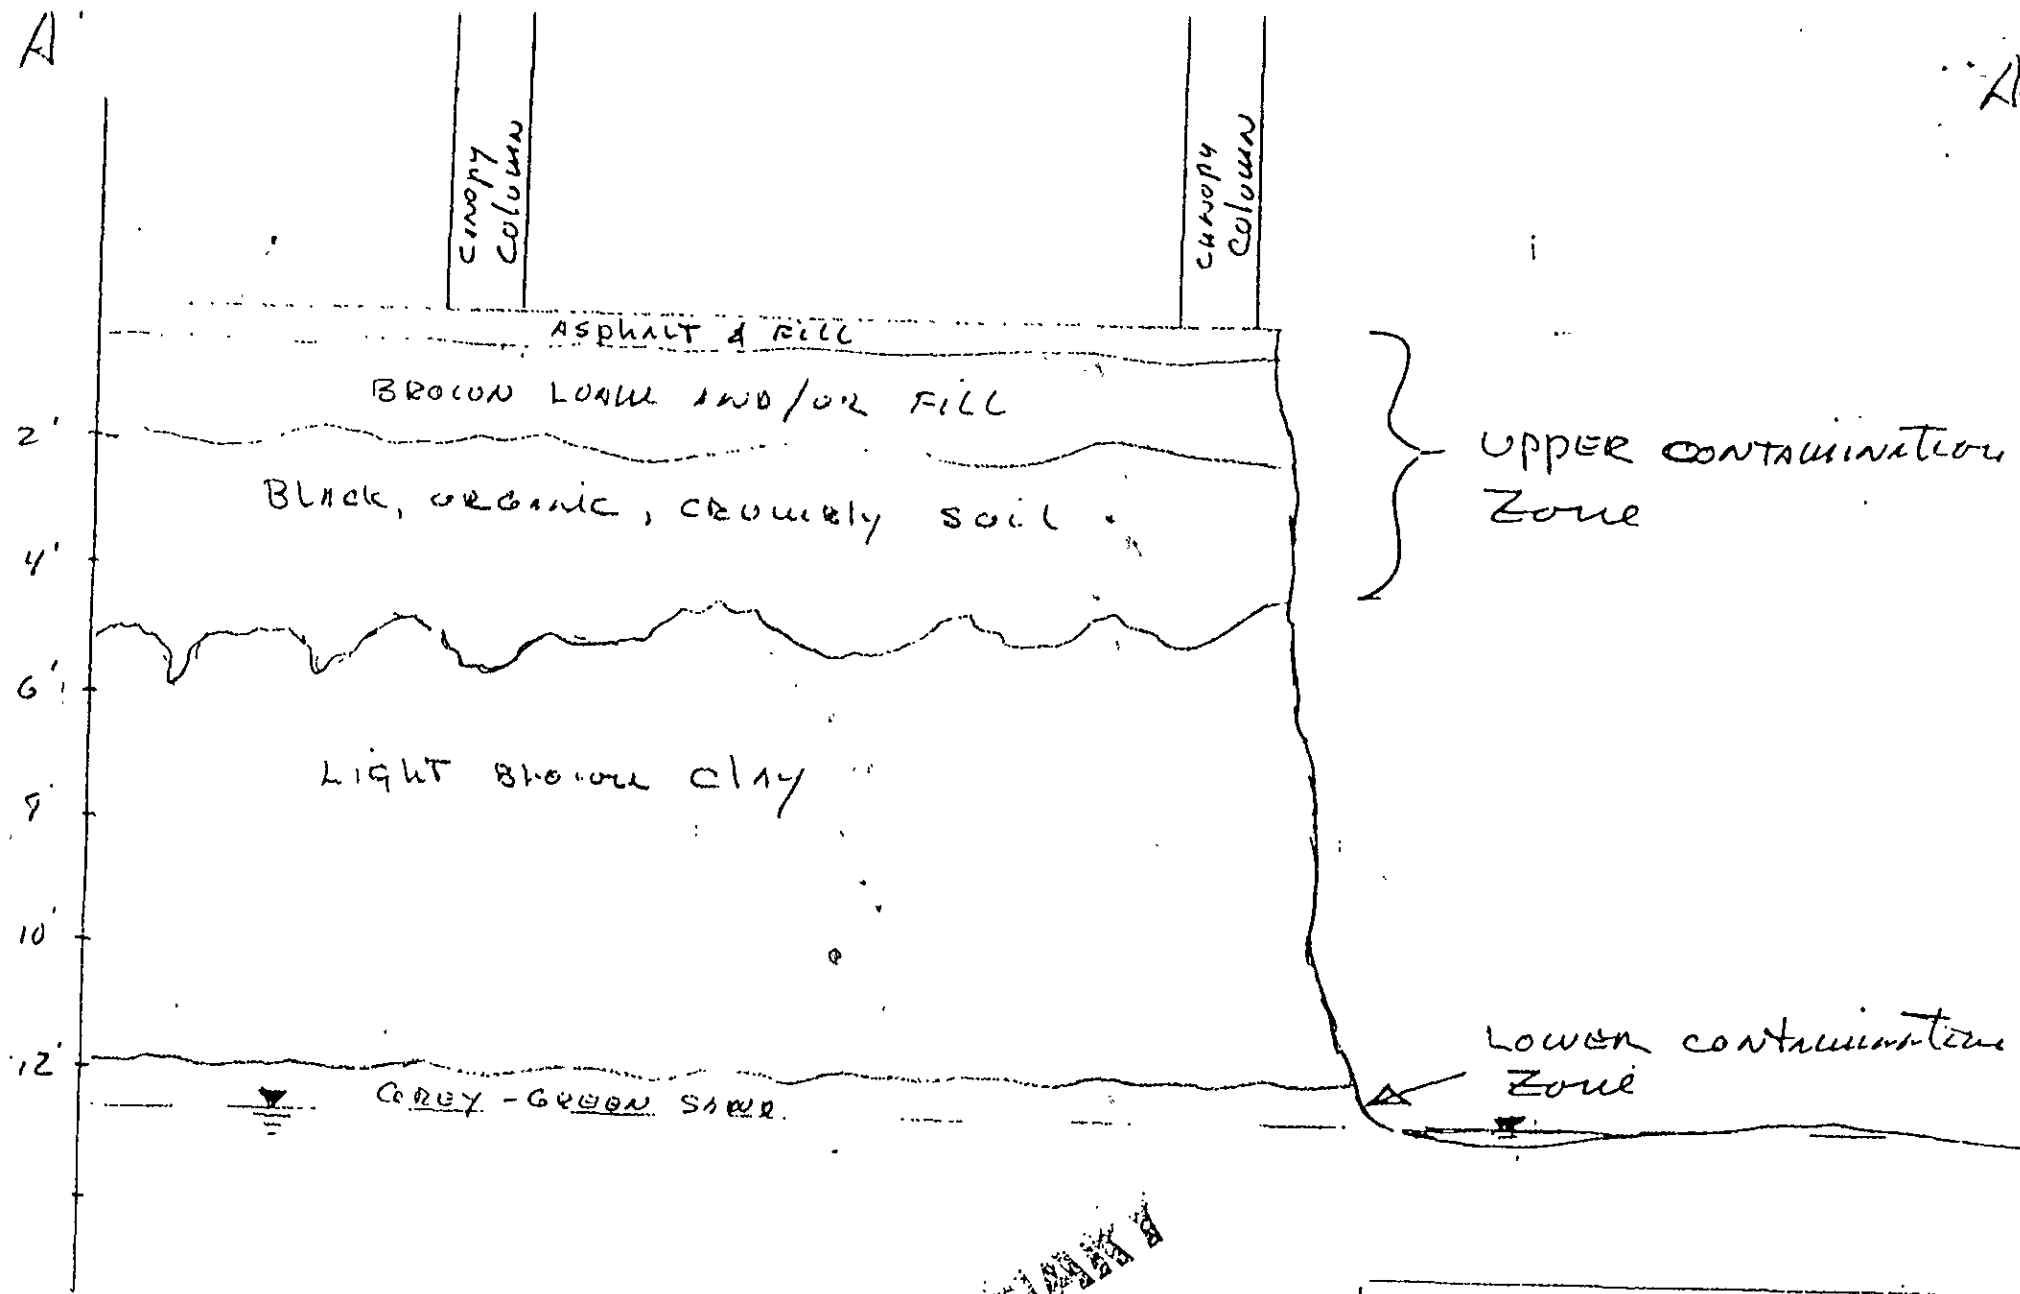 A'
A
CANOPY
COLUMN
CANOPY
COLUMN
ASPHALT & FILL
BROWN LOAM AND/OR FILL
2'
BLACK, ORGANIC, CRUMBLY SOIL
UPPER CONTAMINATION
ZONE
4'
6'
LIGHT BROWN CLAY
8'
10'
12'
GREY-GREEN SAND
LOWER CONTAMINATION
ZONE